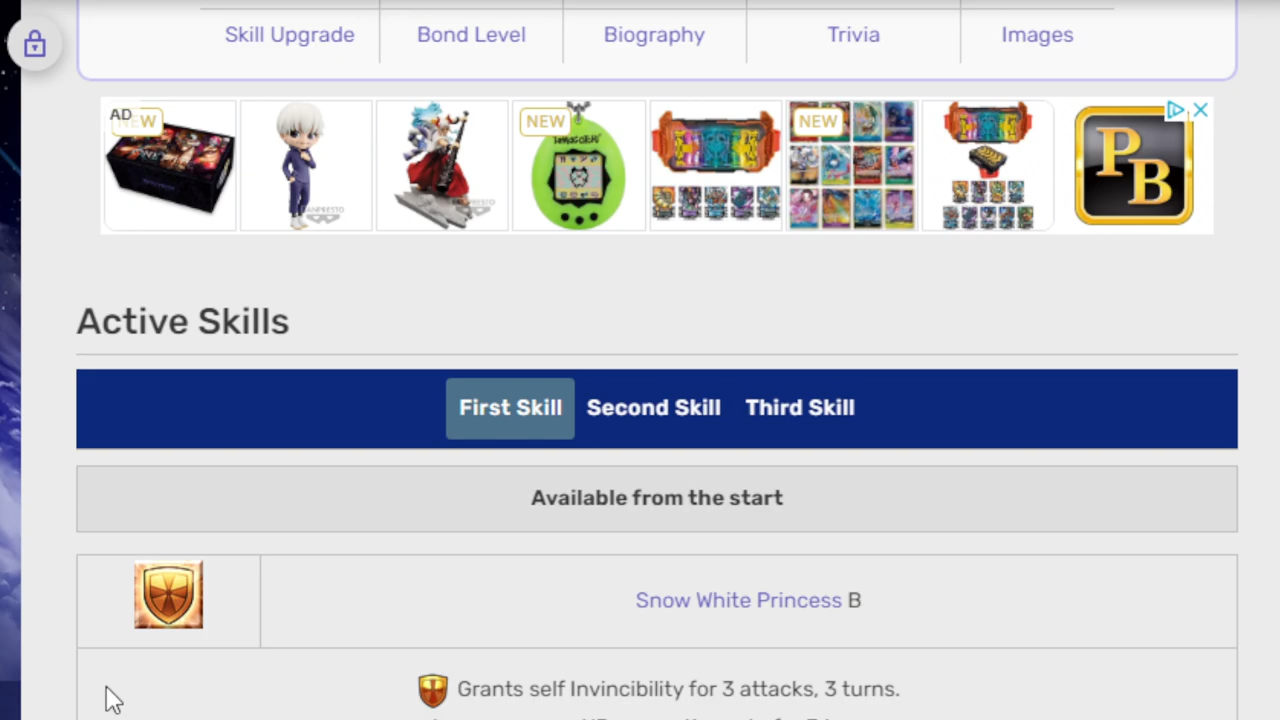 Skill Upgrade
Bond Level
Biography
Trivia
Images
AD
NEW
NEW
NEW
PB
Active Skills
First Skill
Second Skill
Third Skill
Available from the start
Snow White Princess B
Grants self Invincibility for 3 attacks, 3 turns.